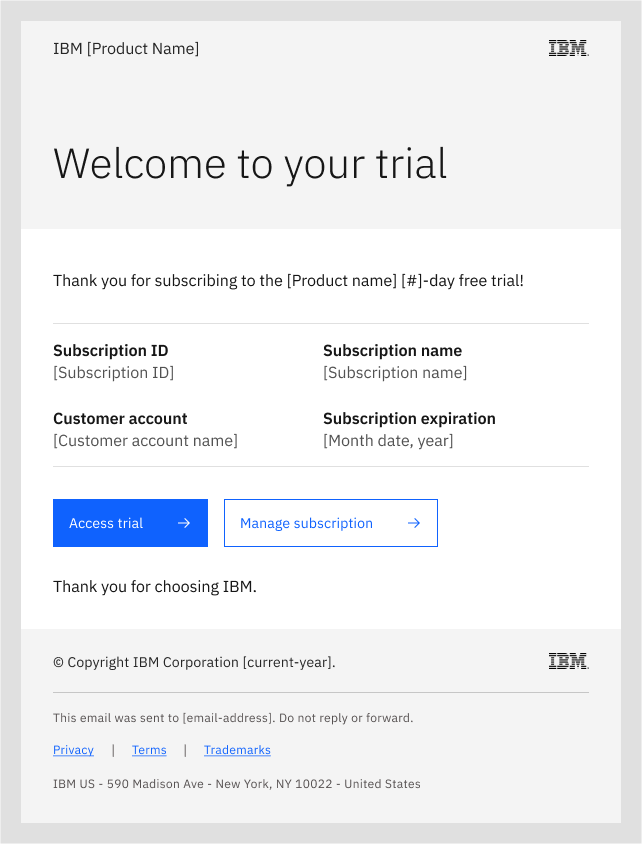 IBM [Product Name] IBM
Welcome to your trial
Thank you for subscribing to the [Product name] [#]-day free trial!
Subscription ID Subscription name
[Subscription ID] [Subscription name]
Customer account Subscription expiration
[Customer account name] [Month date, year]
Access trial → Manage subscription →
Thank you for choosing IBM.
© Copyright IBM Corporation [current-year]. IBM
This email was sent to [email-address]. Do not reply or forward.
Privacy | Terms | Trademarks
IBM US - 590 Madison Ave - New York, NY 10022 - United States